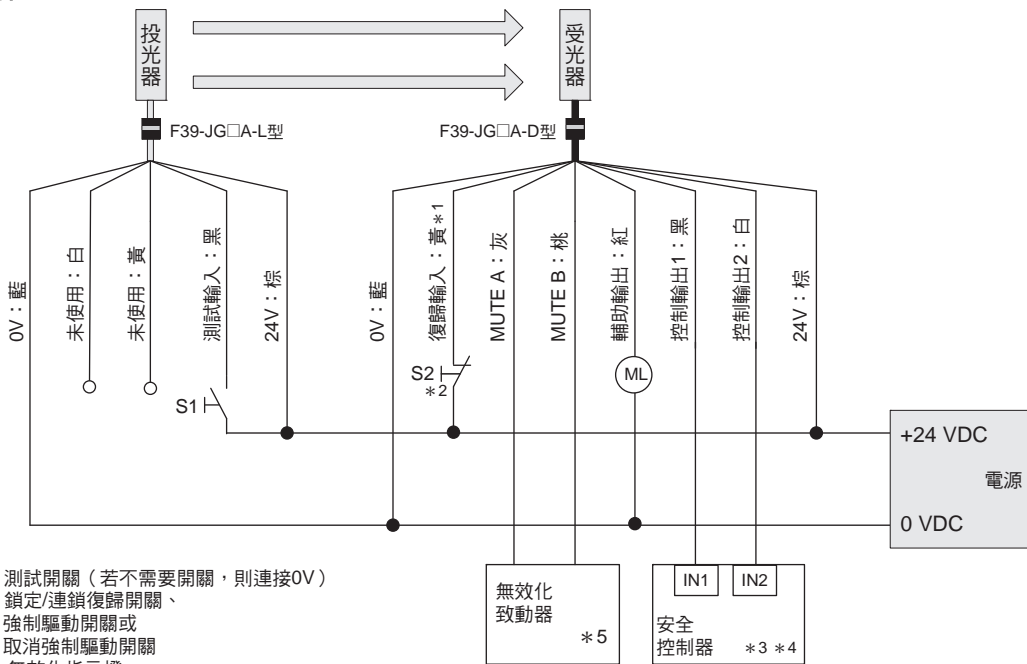 投光器
受光器
F39-JG□A-L型
F39-JG□A-D型
0V：藍
未使用：白
未使用：黃
測試輸入：黑
24V：棕
0V：藍
復歸輸入：黃*1
MUTE A：灰
MUTE B：桃
輔助輸出：紅
控制輸出1：黑
控制輸出2：白
24V：棕
S1
S2
*2
ML
+24 VDC
電源
0 VDC
測試開關（若不需要開關，則連接0V）
鎖定/連鎖復歸開關、
強制驅動開關或
取消強制驅動開關
無效化
致動器
*5
IN1
IN2
安全
控制器
*3 *4